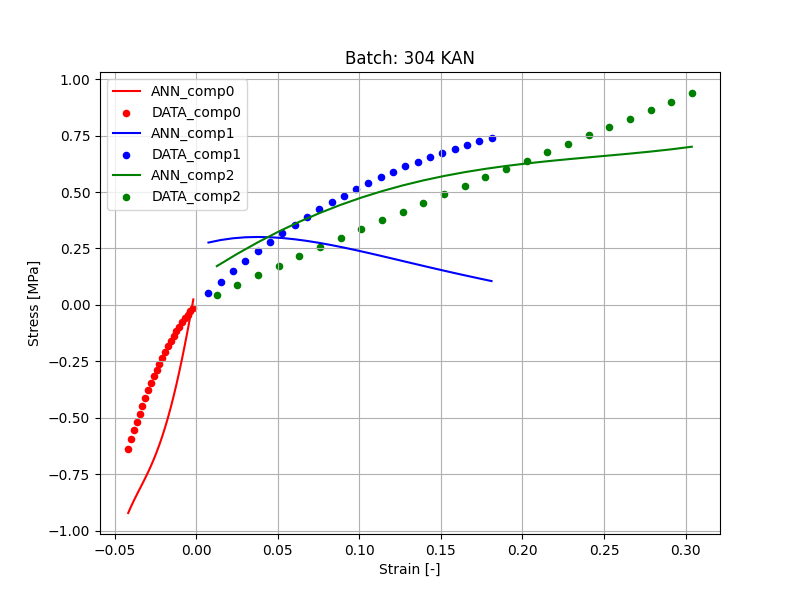 Batch: 304 KAN
1.00
0.75
0.50
0.25
0.00
−0.25
−0.50
−0.75
−1.00
Stress [MPa]
ANN_comp0
DATA_comp0
ANN_comp1
DATA_comp1
ANN_comp2
DATA_comp2
−0.05 0.00 0.05 0.10 0.15 0.20 0.25 0.30
Strain [-]